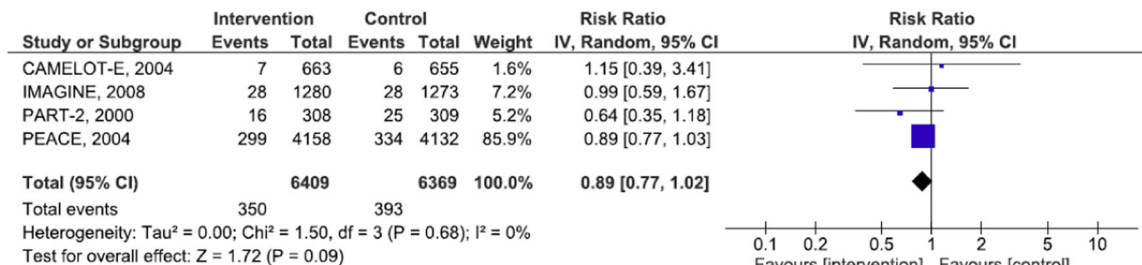 Intervention Control Risk Ratio Risk Ratio
Study or Subgroup Events Total Events Total Weight IV, Random, 95% CI IV, Random, 95% CI
CAMELOT-E, 2004 7 663 6 655 1.6% 1.15 [0.39, 3.41]
IMAGINE, 2008 28 1280 28 1273 7.2% 0.99 [0.59, 1.67]
PART-2, 2000 16 308 25 309 5.2% 0.64 [0.35, 1.18]
PEACE, 2004 299 4158 334 4132 85.9% 0.89 [0.77, 1.03]
Total (95% CI) 6409 6369 100.0% 0.89 [0.77, 1.02]
Total events 350 393
Heterogeneity: Tau² = 0.00; Chi² = 1.50, df = 3 (P = 0.68); I² = 0%
Test for overall effect: Z = 1.72 (P = 0.09)
0.1 0.2 0.5 1 2 5 10
Favours [intervention] Favours [control]